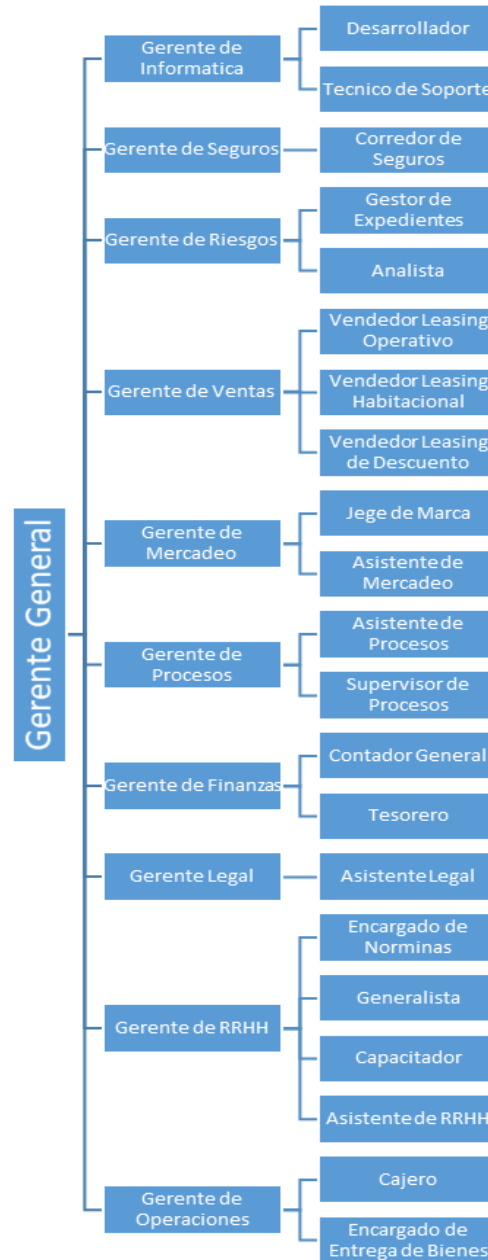 Gerente General
Gerente de
Informatica
Desarrollador
Tecnico de Soporte
Gerente de Seguros
Corredor de
Seguros
Gerente de Riesgos
Gestor de
Expedientes
Analista
Gerente de Ventas
Vendedor Leasing
Operativo
Vendedor Leasing
Habitacional
Vendedor Leasing
de Descuento
Gerente de
Mercadeo
Jege de Marca
Asistente de
Mercadeo
Gerente de
Procesos
Asistente de
Procesos
Supervisor de
Procesos
Gerente de Finanzas
Contador General
Tesorero
Gerente Legal
Asistente Legal
Gerente de RRHH
Encargado de
Norminas
Generalista
Capacitador
Asistente de RRHH
Gerente de
Operaciones
Cajero
Encargado de
Entrega de Bienes